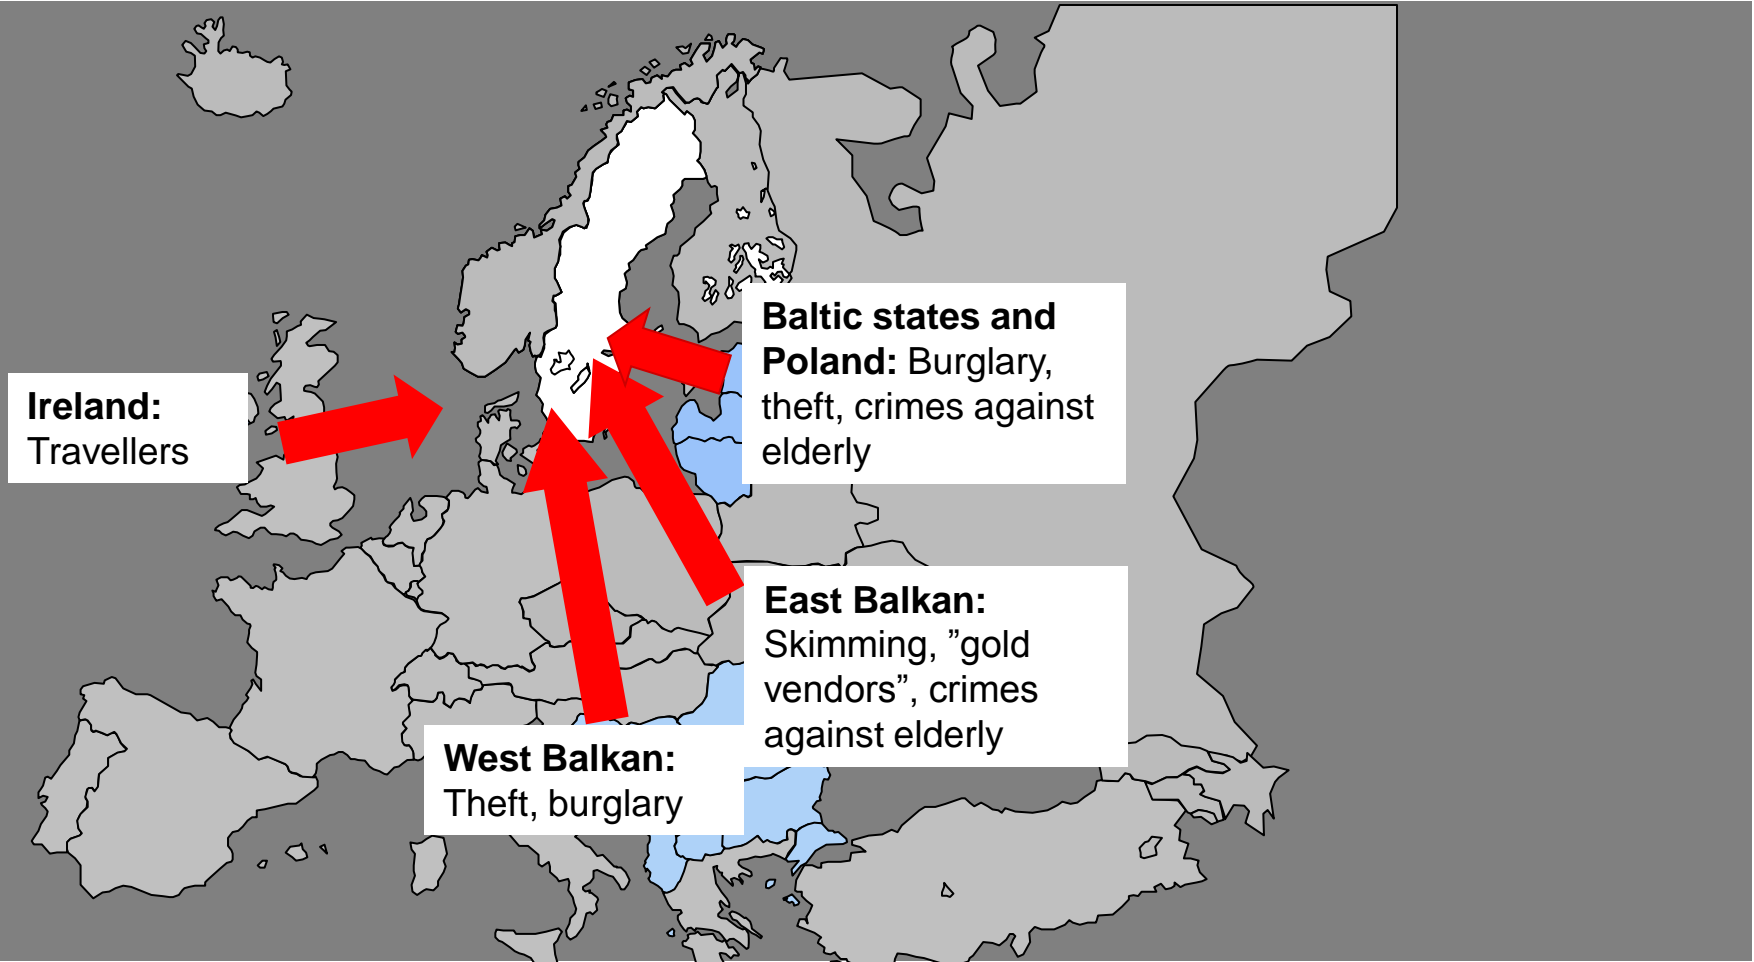 Ireland:
Travellers
Baltic states and
Poland: Burglary,
theft, crimes against
elderly
East Balkan:
Skimming, ”gold
vendors”, crimes
against elderly
West Balkan:
Theft, burglary